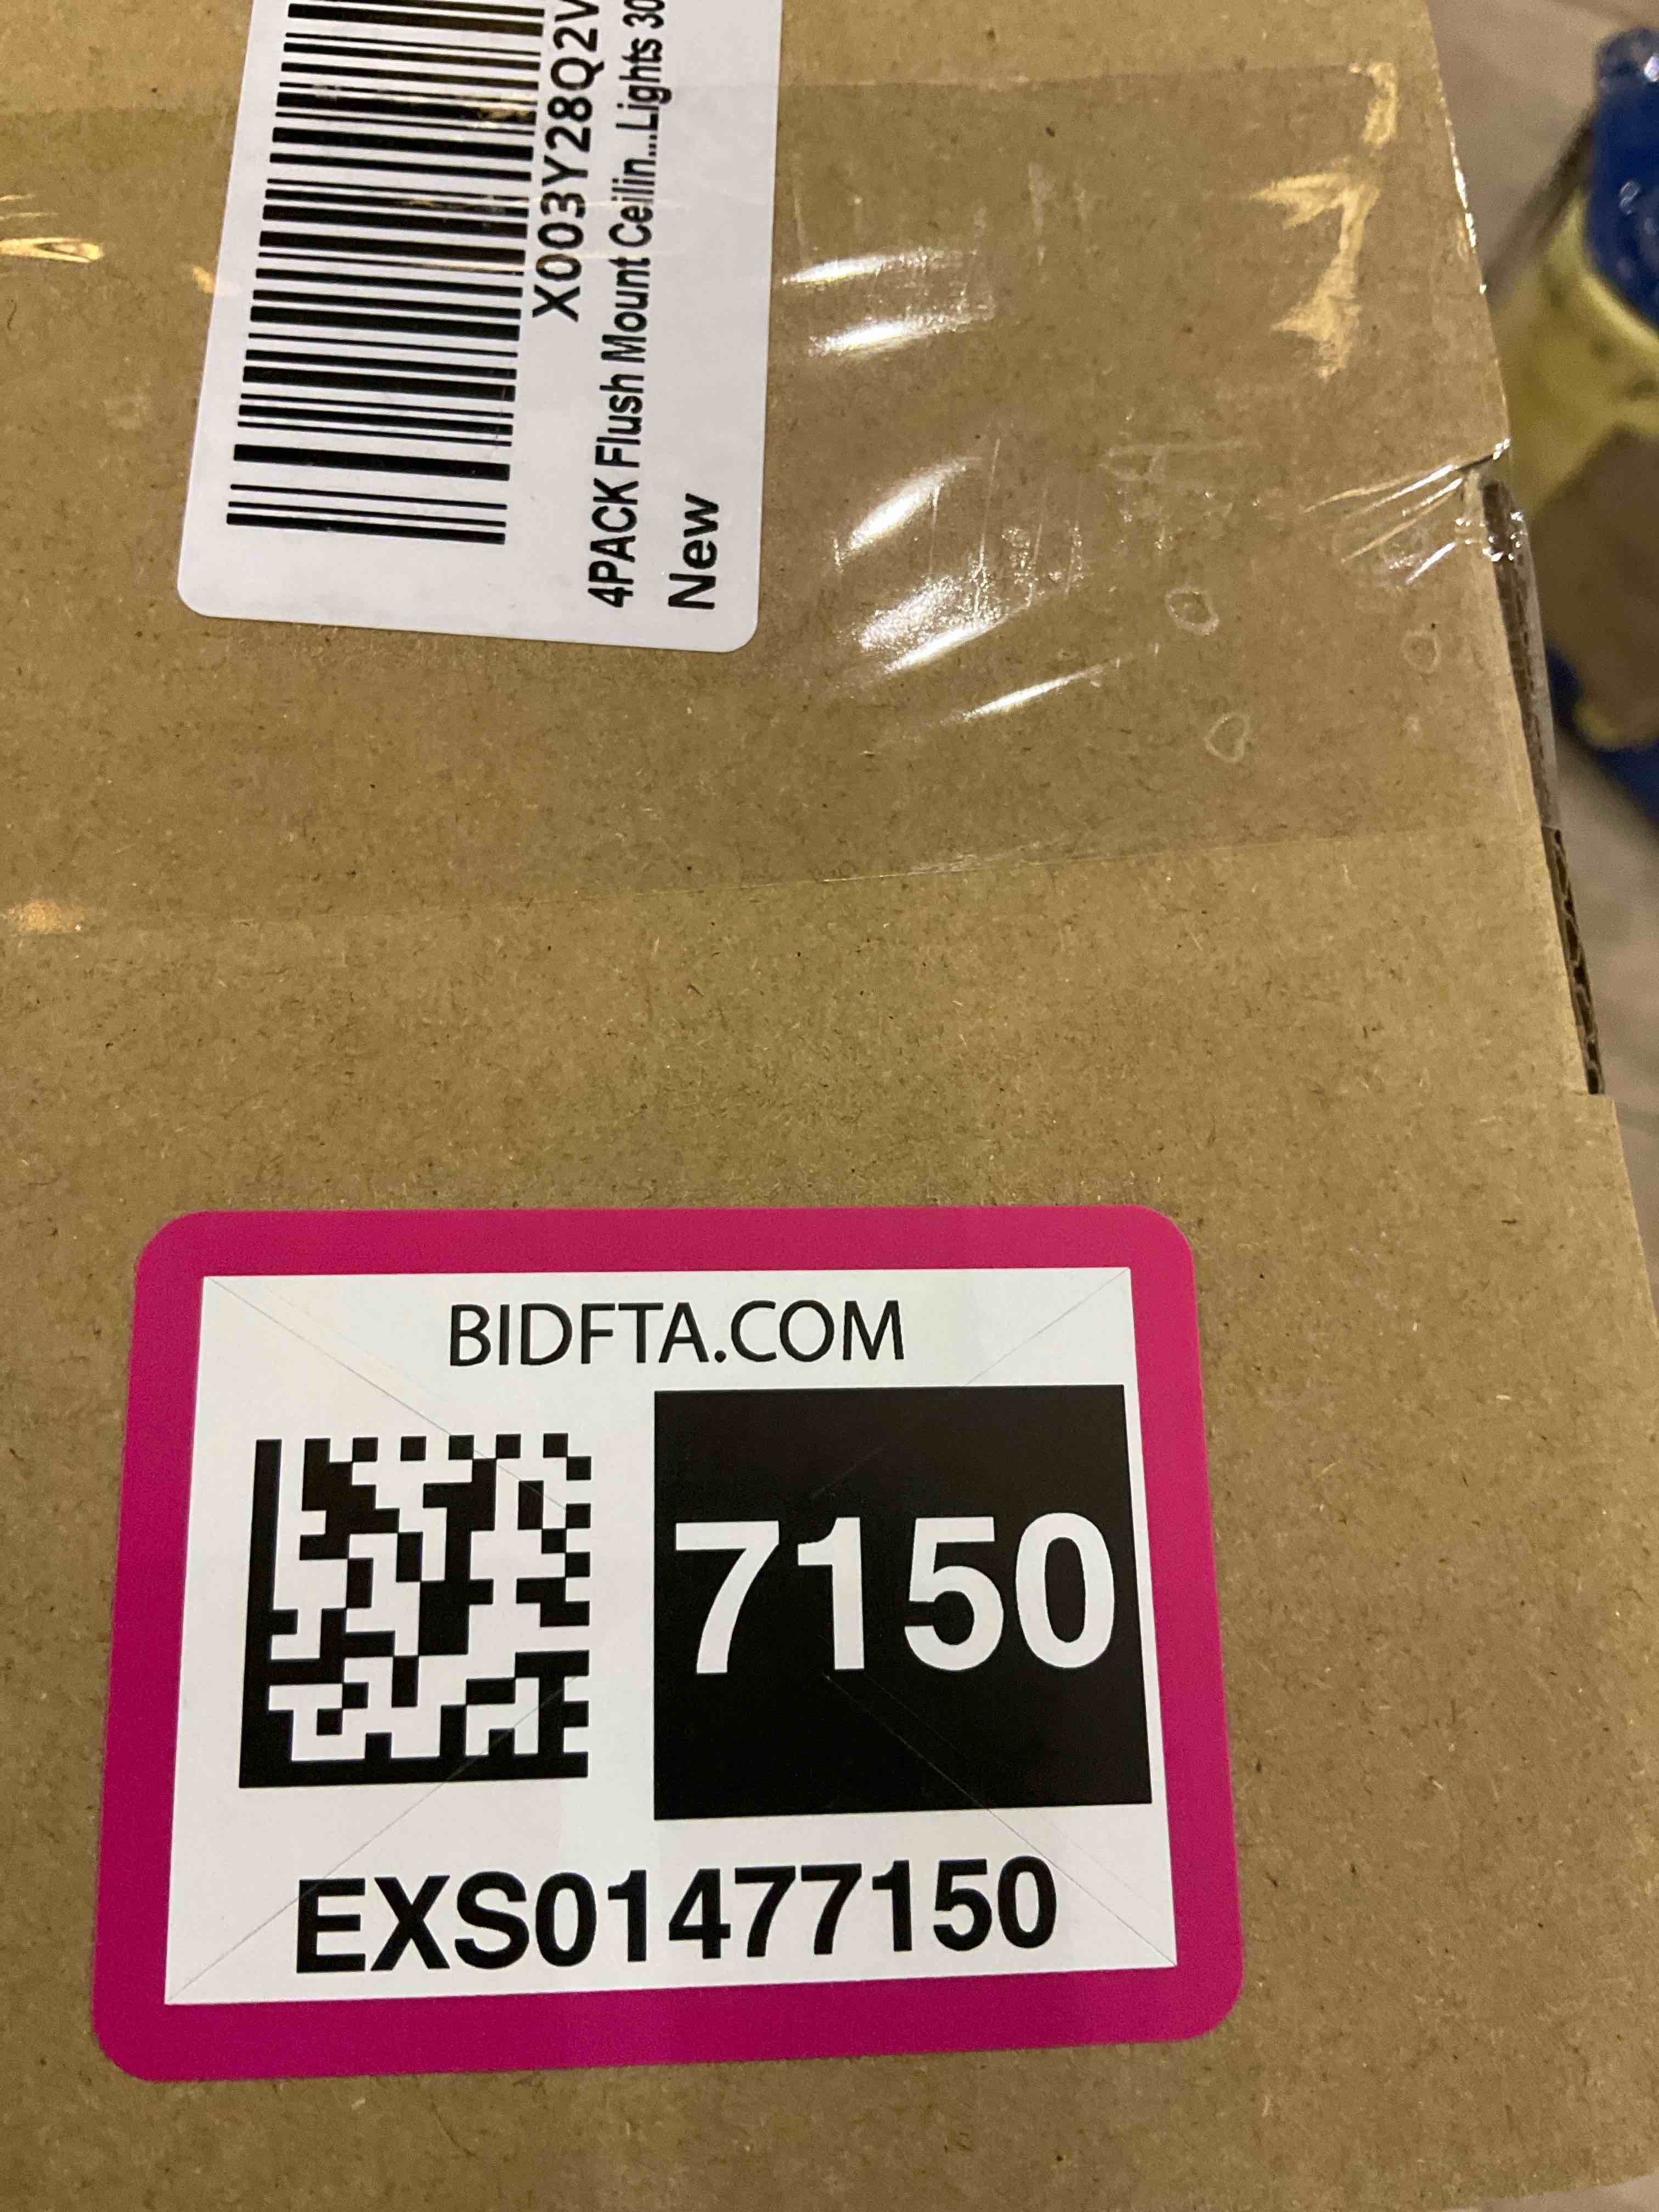 X003Y28Q2V
4PACK Flush Mount Ceilin...Lights 30
New
BIDFTA.COM
7150
EXS01477150